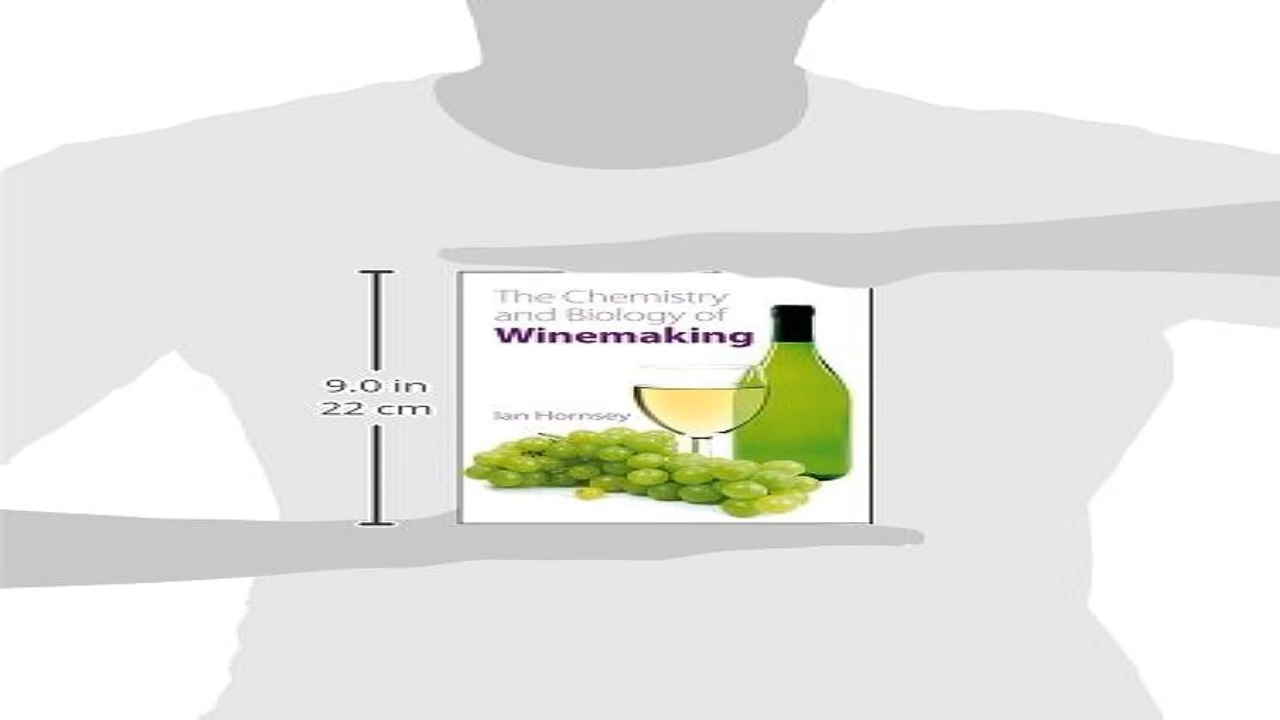 The Chemistry
and Biology of
Winemaking
Ian Hornsey
9.0 in
22 cm